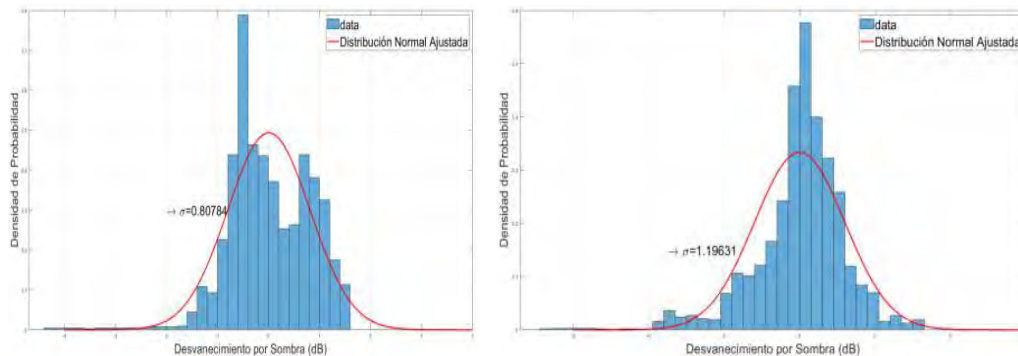 data
Distribución Normal Ajustada
Densidad de Probabilidad
→ σ=0.80784
Desvanecimiento por Sombra (dB)
data
Distribución Normal Ajustada
Densidad de Probabilidad
→ σ=1.19631
Desvanecimiento por Sombra (dB)